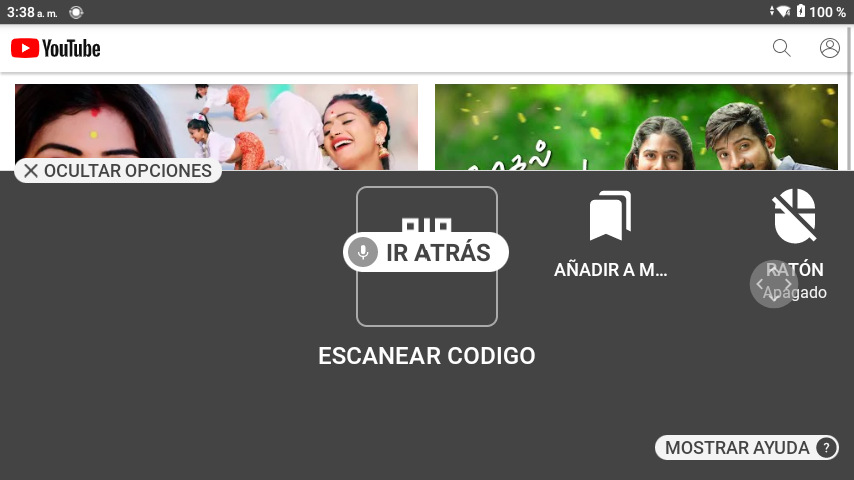 3:38 a. m.
100 %
YouTube
OCULTAR OPCIONES
IR ATRÁS
AÑADIR A M...
RATÓN
Apagado
ESCANEAR CODIGO
MOSTRAR AYUDA ?